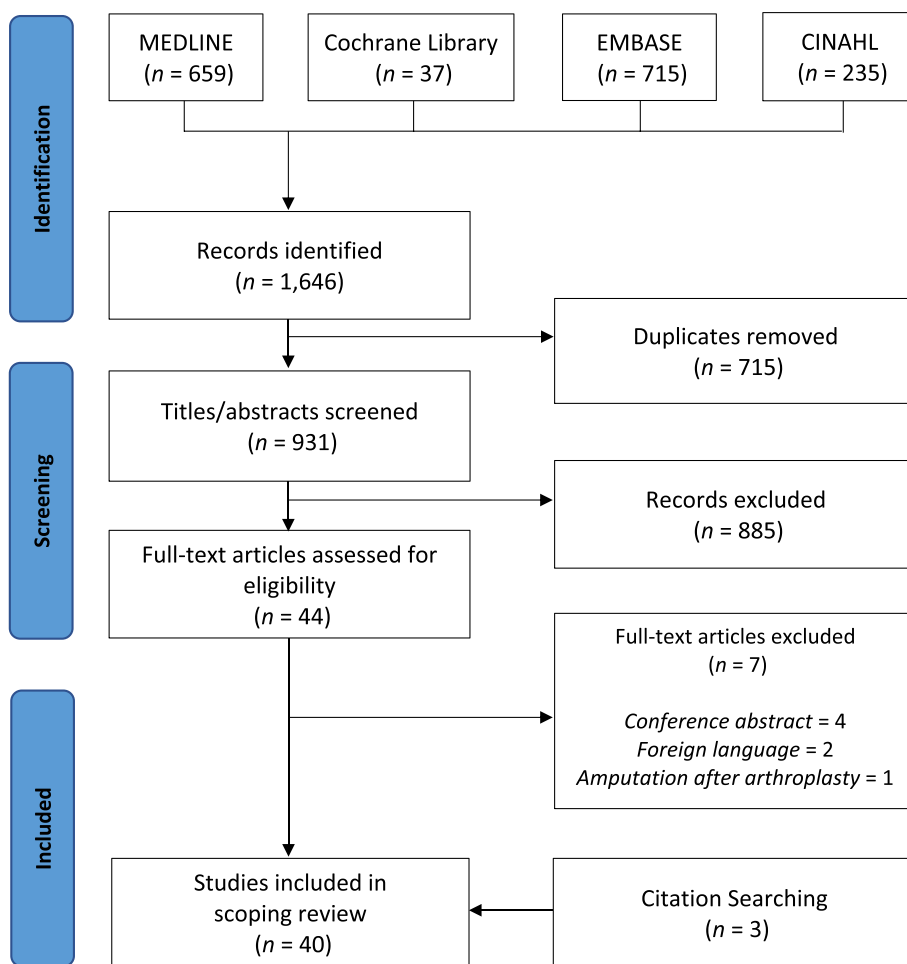 MEDLINE
(n = 659)
Cochrane Library
(n = 37)
EMBASE
(n = 715)
CINAHL
(n = 235)
Identification
Records identified
(n = 1,646)
Duplicates removed
(n = 715)
Screening
Titles/abstracts screened
(n = 931)
Records excluded
(n = 885)
Full-text articles assessed for
eligibility
(n = 44)
Full-text articles excluded
(n = 7)
Conference abstract = 4
Foreign language = 2
Amputation after arthroplasty = 1
Included
Studies included in
scoping review
(n = 40)
Citation Searching
(n = 3)